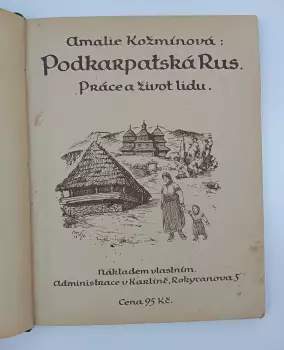 Amalie Kožmínová:
Podkarpatská Rus.
Práce a život lidu.
Nákladem vlastním.
Administrace v Karlíně, Rokycanova 5
Cena 95 Kč.